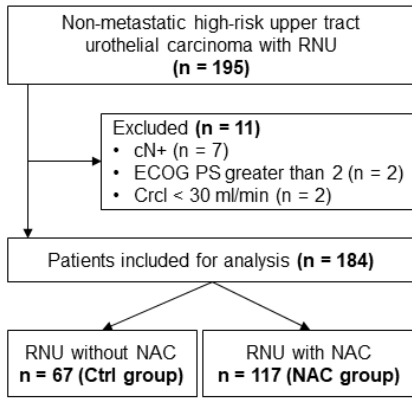 Non-metastatic high-risk upper tract
urothelial carcinoma with RNU
(n = 195)
Excluded (n = 11)
• cN+ (n = 7)
• ECOG PS greater than 2 (n = 2)
• Crcl < 30 ml/min (n = 2)
Patients included for analysis (n = 184)
RNU without NAC
n = 67 (Ctrl group)
RNU with NAC
n = 117 (NAC group)